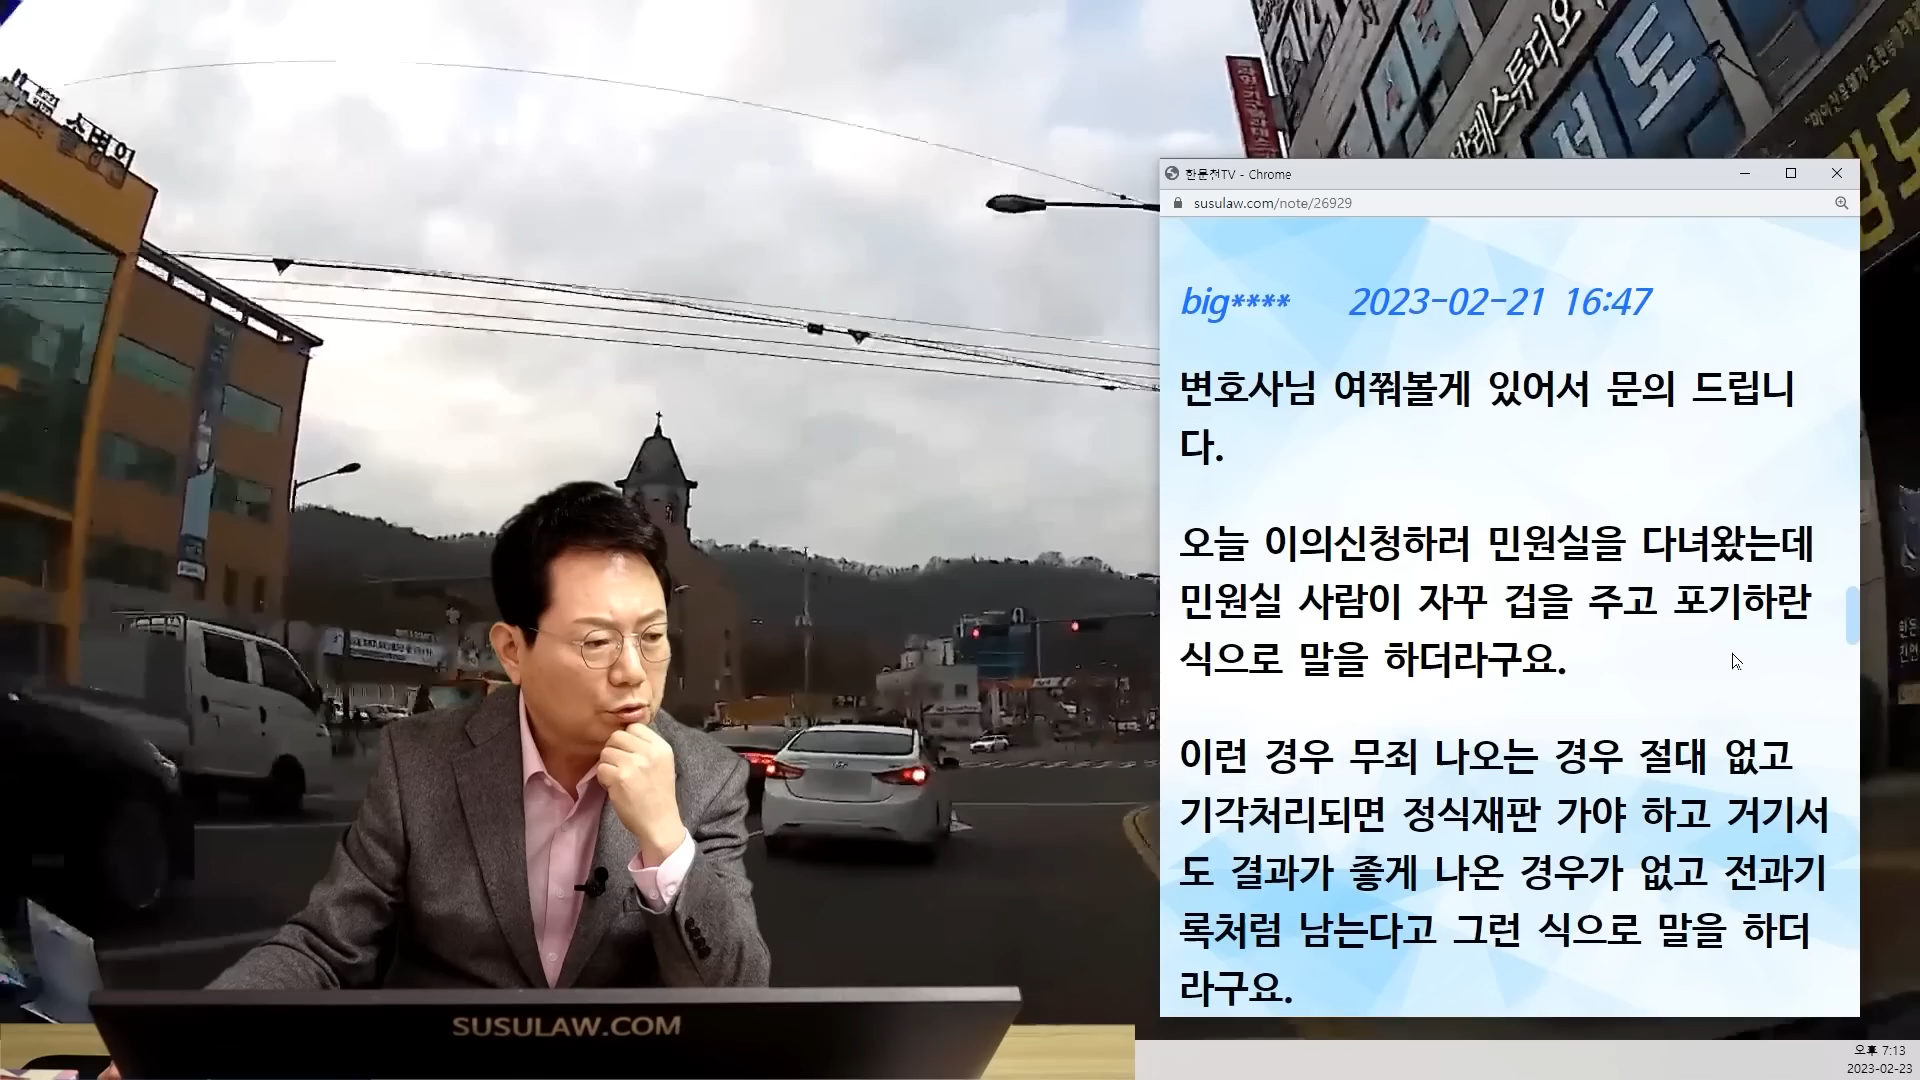 스튜디오
서도
한문철TV - Chrome
susulaw.com/note/26929
big**** 2023-02-21 16:47
변호사님 여쭤볼게 있어서 문의 드립니
다.
오늘 이의신청하러 민원실을 다녀왔는데
민원실 사람이 자꾸 겁을 주고 포기하란
식으로 말을 하더라구요.
이런 경우 무죄 나오는 경우 절대 없고
기각처리되면 정식재판 가야 하고 거기서
도 결과가 좋게 나온 경우가 없고 전과기
록처럼 남는다고 그런 식으로 말을 하더
라구요.
SUSULAW.COM
오후 7:13
2023-02-23